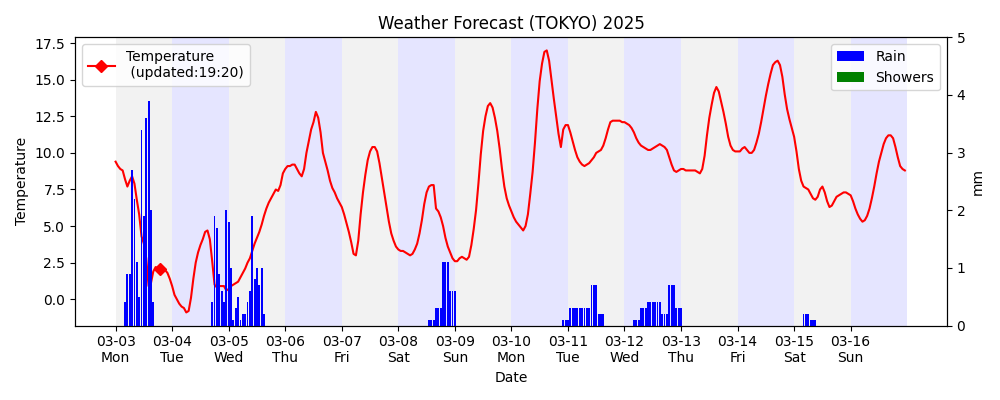 Weather Forecast (TOKYO) 2025
Temperature
(updated:19:20)
Rain
Showers
17.5
15.0
12.5
10.0
7.5
5.0
2.5
0.0
Temperature
5
4
3
2
1
0
mm
03-03 03-04 03-05 03-06 03-07 03-08 03-09 03-10 03-11 03-12 03-13 03-14 03-15 03-16
Mon Tue Wed Thu Fri Sat Sun Mon Tue Wed Thu Fri Sat Sun
Date